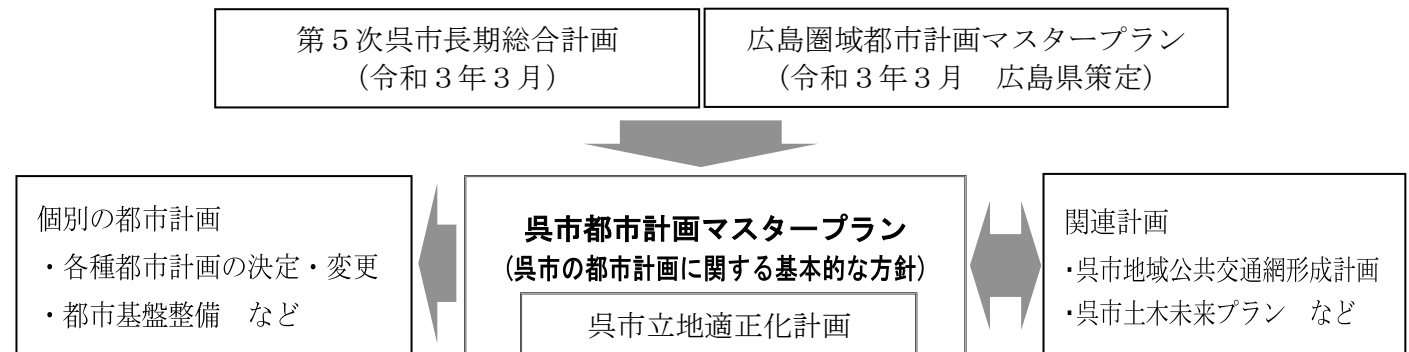 第５次呉市長期総合計画
（令和３年３月）
広島圏域都市計画マスタープラン
（令和３年３月　広島県策定）
個別の都市計画
・各種都市計画の決定・変更
・都市基盤整備　など
呉市都市計画マスタープラン
（呉市の都市計画に関する基本的な方針）
呉市立地適正化計画
関連計画
・呉市地域公共交通網形成計画
・呉市土木未来プラン　など